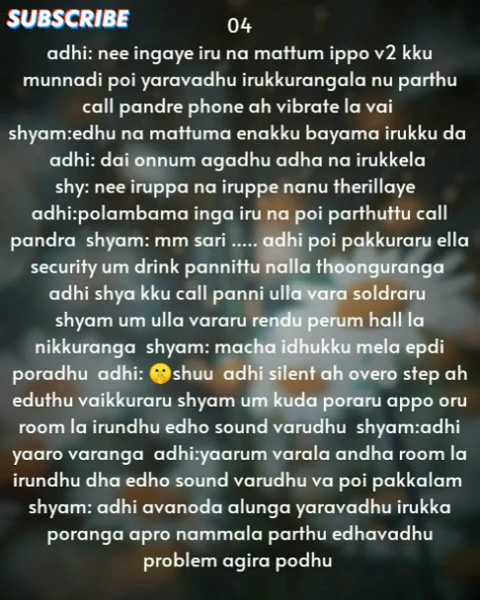 SUBSCRIBE
04
adhi: nee ingaye iru na mattum ippo v2 kku
munnadi poi yaravadhu irukkurangala nu parthu
call pandre phone ah vibrate la vai
shyam:edhu na mattuma enakku bayama irukku da
adhi: dai onnum agadhu adha na irukkela
shy: nee iruppa na iruppe nanu therillaye
adhi:polambama inga iru na poi parthuttu call
pandra shyam: mm sari ..... adhi poi pakkuraru ella
security um drink pannittu nalla thoonguranga
adhi shya kku call panni ulla vara soldraru
shyam um ulla vararu rendu perum hall la
nikkuranga shyam: macha idhukku mela epdi
poradhu adhi: 🤫shuu adhi silent ah overo step ah
eduthu vaikkuraru shyam um kuda poraru appo oru
room la irundhu edho sound varudhu shyam:adhi
yaaro varanga adhi:yaarum varala andha room la
irundhu dha edho sound varudhu va poi pakkalam
shyam: adhi avanoda alunga yaravadhu irukka
poranga apro nammala parthu edhavadhu
problem agira podhu